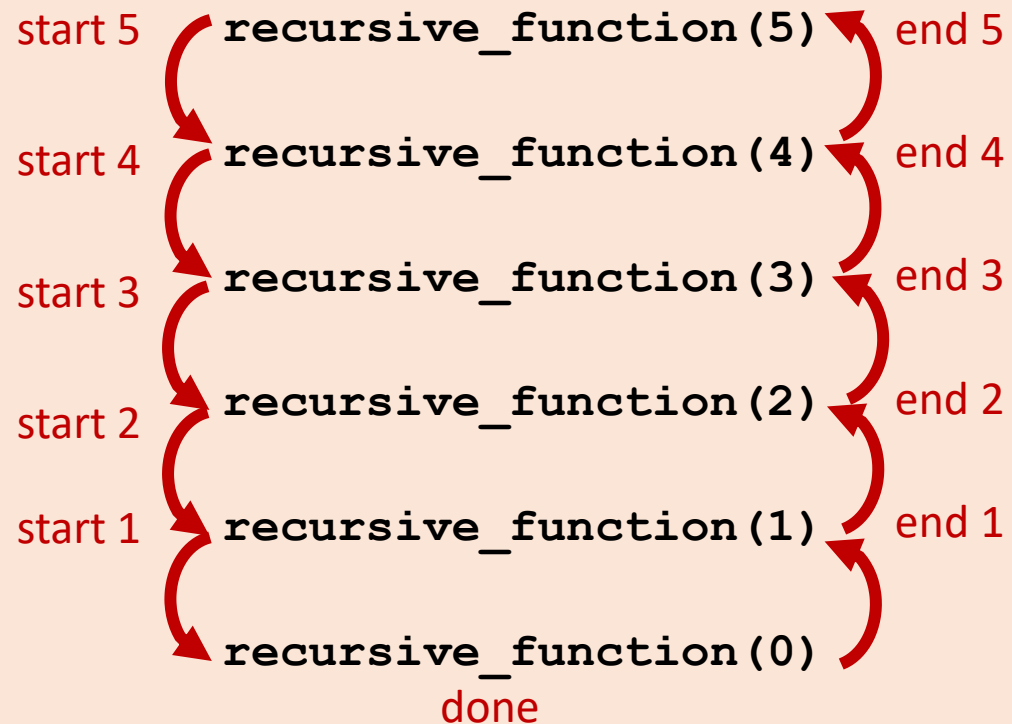 start 5 recursive_function(5) end 5
start 4 recursive_function(4) end 4
start 3 recursive_function(3) end 3
start 2 recursive_function(2) end 2
start 1 recursive_function(1) end 1
recursive_function(0)
done